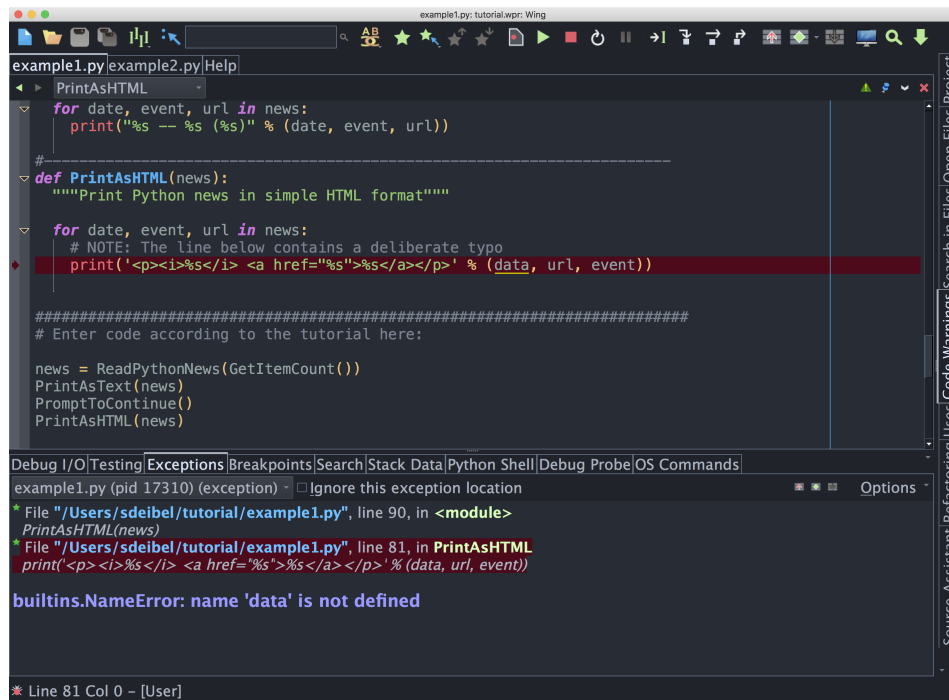 example1.py: tutorial.wpr: Wing
example1.py example2.py Help
PrintAsHTML
for date, event, url in news:
print("%s -- %s (%s)" % (date, event, url))
#-----------------------------------------------------------------------
def PrintAsHTML(news):
"""Print Python news in simple HTML format"""
for date, event, url in news:
# NOTE: The line below contains a deliberate typo
print('<p><i>%s</i> <a href="%s">%s</a></p>' % (data, url, event))
##########################################################################
# Enter code according to the tutorial here:
news = ReadPythonNews(GetItemCount())
PrintAsText(news)
PromptToContinue()
PrintAsHTML(news)
Debug I/O Testing Exceptions Breakpoints Search Stack Data Python Shell Debug Probe OS Commands
example1.py (pid 17310) (exception) Ignore this exception location Options
File "/Users/sdeibel/tutorial/example1.py", line 90, in <module>
PrintAsHTML(news)
File "/Users/sdeibel/tutorial/example1.py", line 81, in PrintAsHTML
print('<p><i>%s</i> <a href="%s">%s</a></p>' % (data, url, event))
builtins.NameError: name 'data' is not defined
Line 81 Col 0 – [User]
Project
Open Files
Search in Files
Code Warnings
Uses
Refactoring
Source Assistant